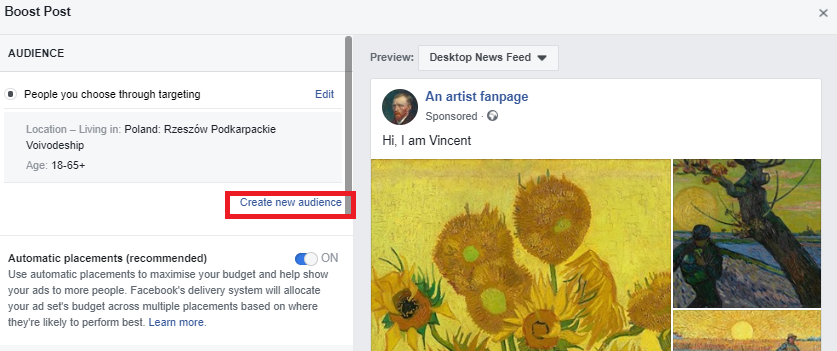 Boost Post
AUDIENCE
People you choose through targeting
Edit
Location – Living in: Poland: Rzeszów Podkarpackie
Voivodeship
Age: 18-65+
Create new audience
Automatic placements (recommended)
ON
Use automatic placements to maximise your budget and help show
your ads to more people. Facebook's delivery system will allocate
your ad set's budget across multiple placements based on where
they're likely to perform best. Learn more.
Preview:
Desktop News Feed
An artist fanpage
Sponsored ·
Hi, I am Vincent